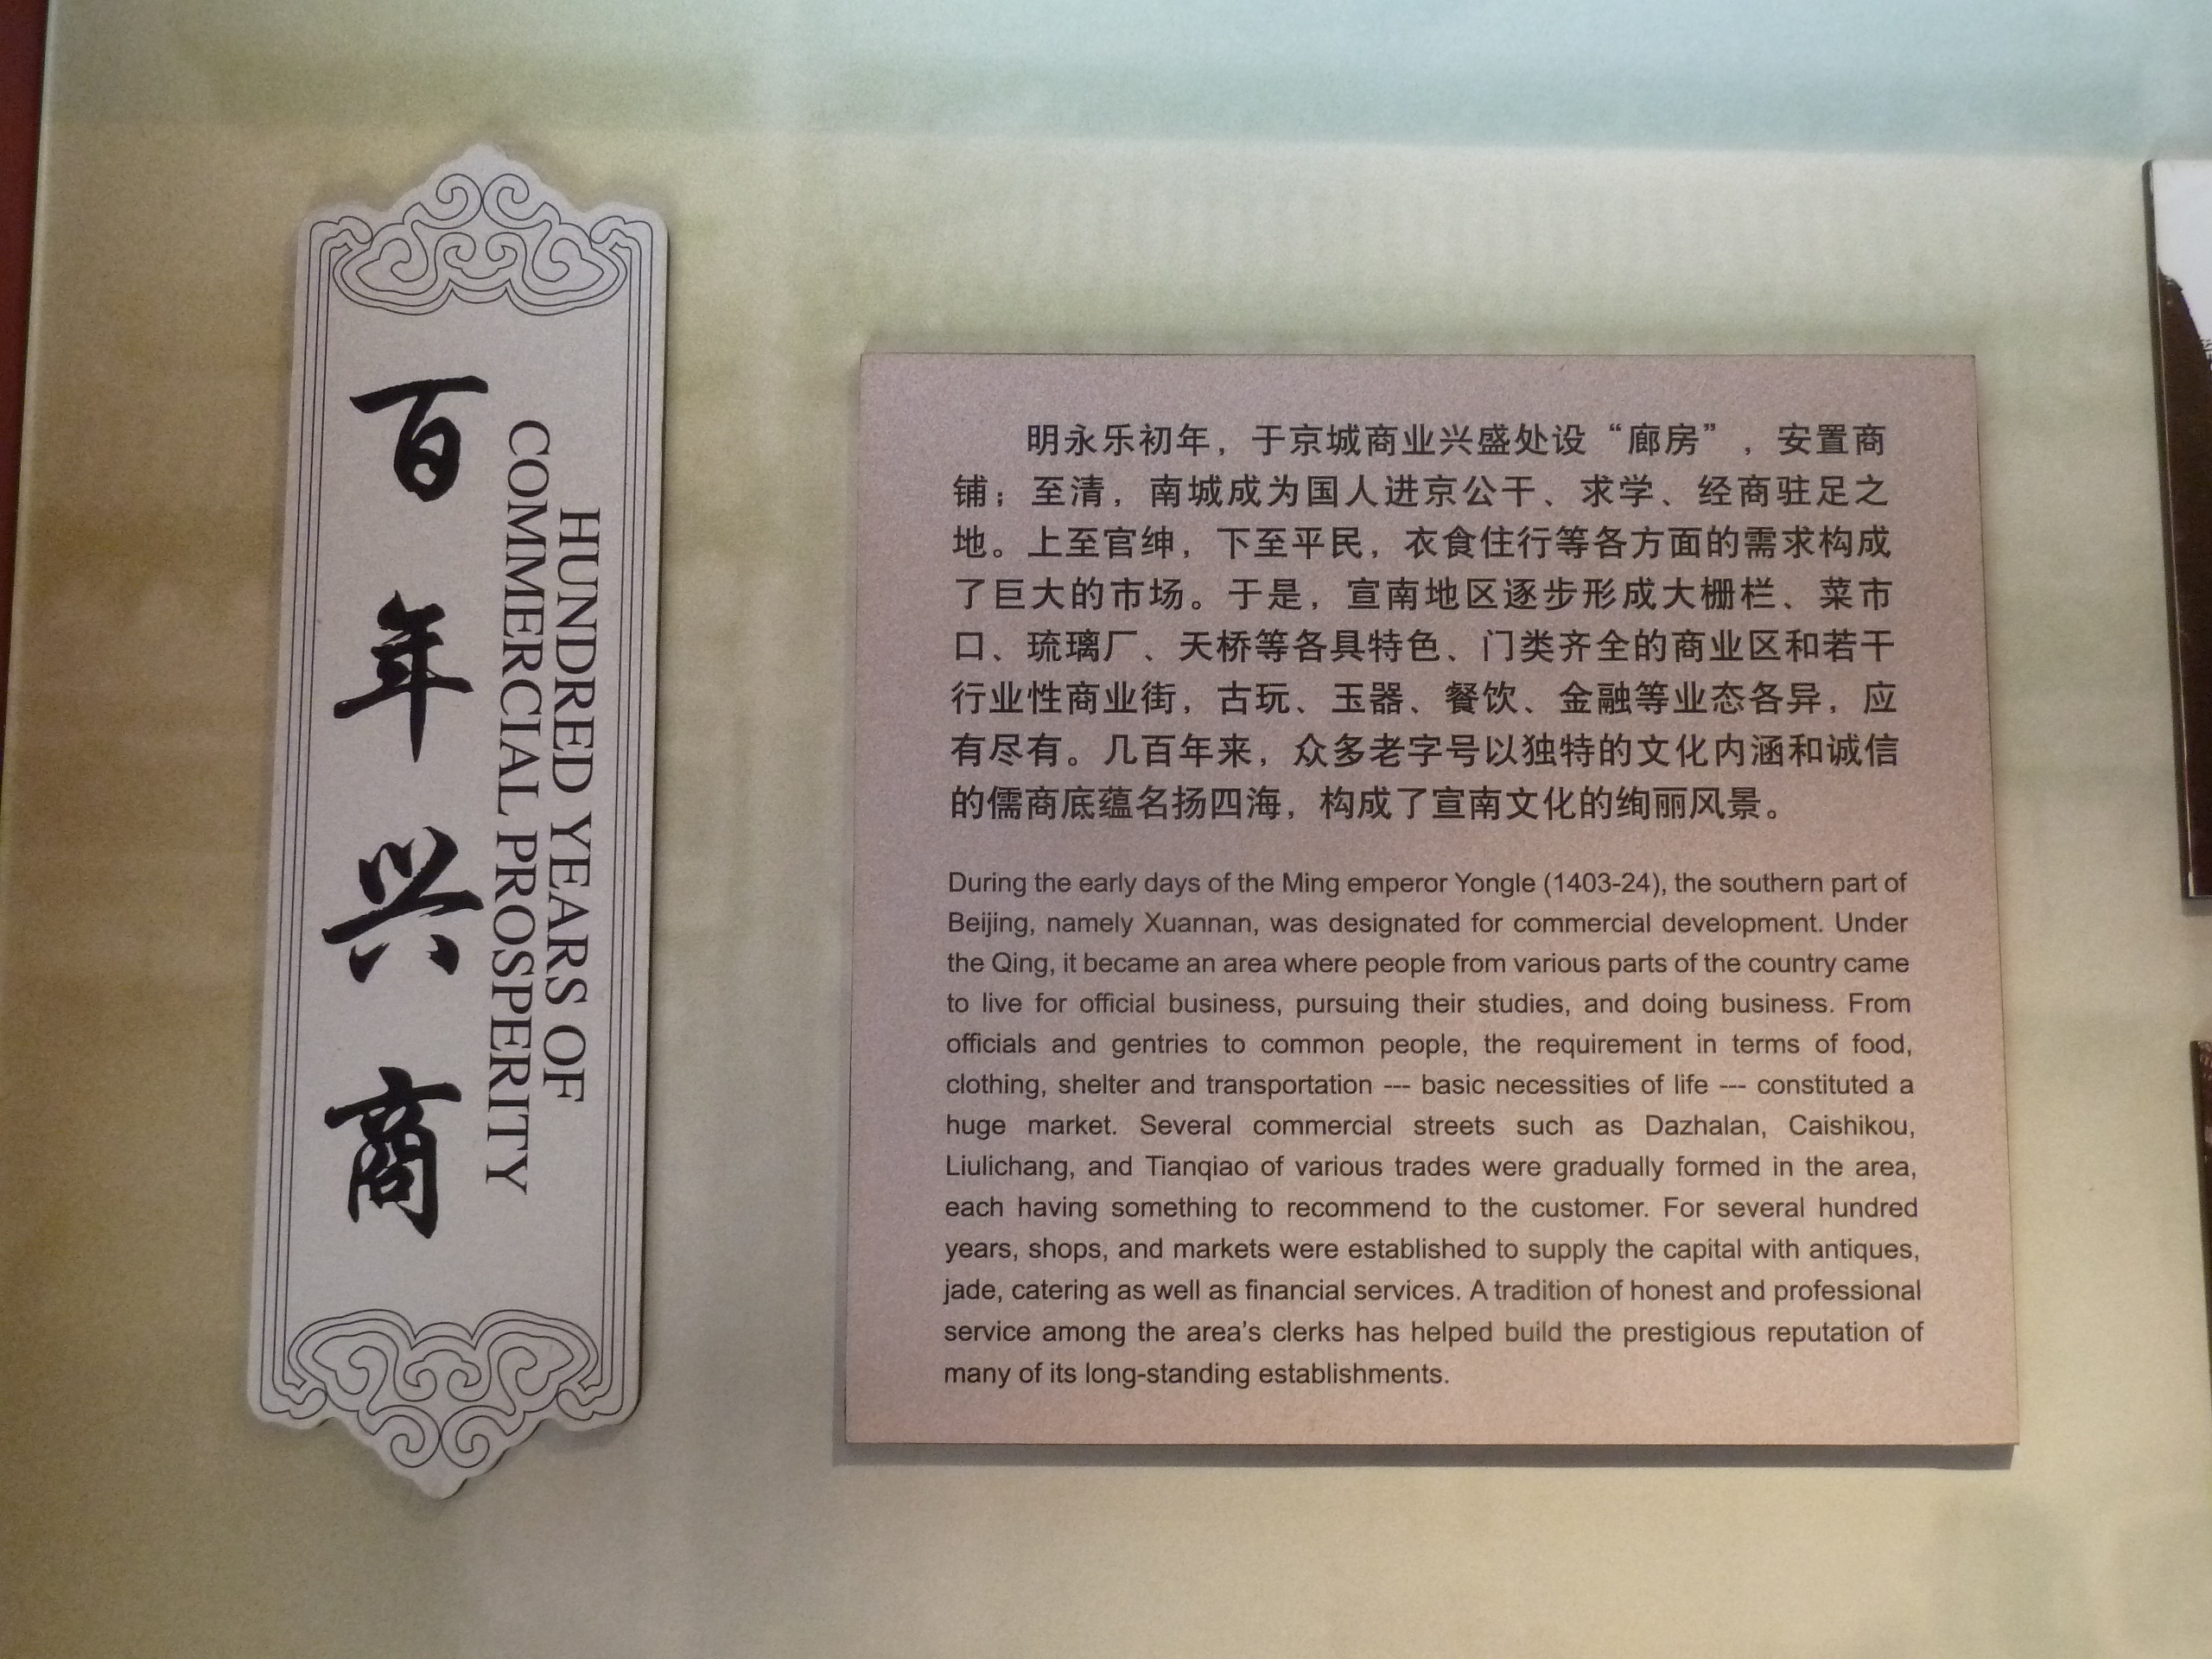 百年兴商
HUNDRED YEARS OF
COMMERCIAL PROSPERITY
明永乐初年，于京城商业兴盛处设“廊房”，安置商
铺；至清，南城成为国人进京公干、求学、经商驻足之
地。上至官绅，下至平民，衣食住行等各方面的需求构成
了巨大的市场。于是，宣南地区逐步形成大栅栏、菜市
口、琉璃厂、天桥等各具特色、门类齐全的商业区和若干
行业性商业街，古玩、玉器、餐饮、金融等业态各异，应
有尽有。几百年来，众多老字号以独特的文化内涵和诚信
的儒商底蕴名扬四海，构成了宣南文化的绚丽风景。
During the early days of the Ming emperor Yongle (1403-24), the southern part of
Beijing, namely Xuannan, was designated for commercial development. Under
the Qing, it became an area where people from various parts of the country came
to live for official business, pursuing their studies, and doing business. From
officials and gentries to common people, the requirement in terms of food,
clothing, shelter and transportation --- basic necessities of life --- constituted a
huge market. Several commercial streets such as Dazhalan, Caishikou,
Liulichang, and Tianqiao of various trades were gradually formed in the area,
each having something to recommend to the customer. For several hundred
years, shops, and markets were established to supply the capital with antiques,
jade, catering as well as financial services. A tradition of honest and professional
service among the area's clerks has helped build the prestigious reputation of
many of its long-standing establishments.